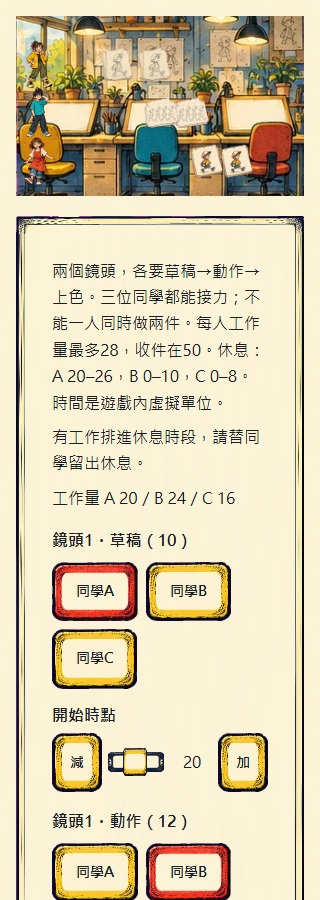 兩個鏡頭，各要草稿→動作→
上色。三位同學都能接力；不
能一人同時做兩件。每人工作
量最多28，收件在50。休息：
A 20–26，B 0–10，C 0–8。
時間是遊戲內虛擬單位。
有工作排進休息時段，請替同
學留出休息。
工作量 A 20 / B 24 / C 16
鏡頭1・草稿（10）
同學A 同學B
同學C
開始時點
減 20 加
鏡頭1・動作（12）
同學A 同學B